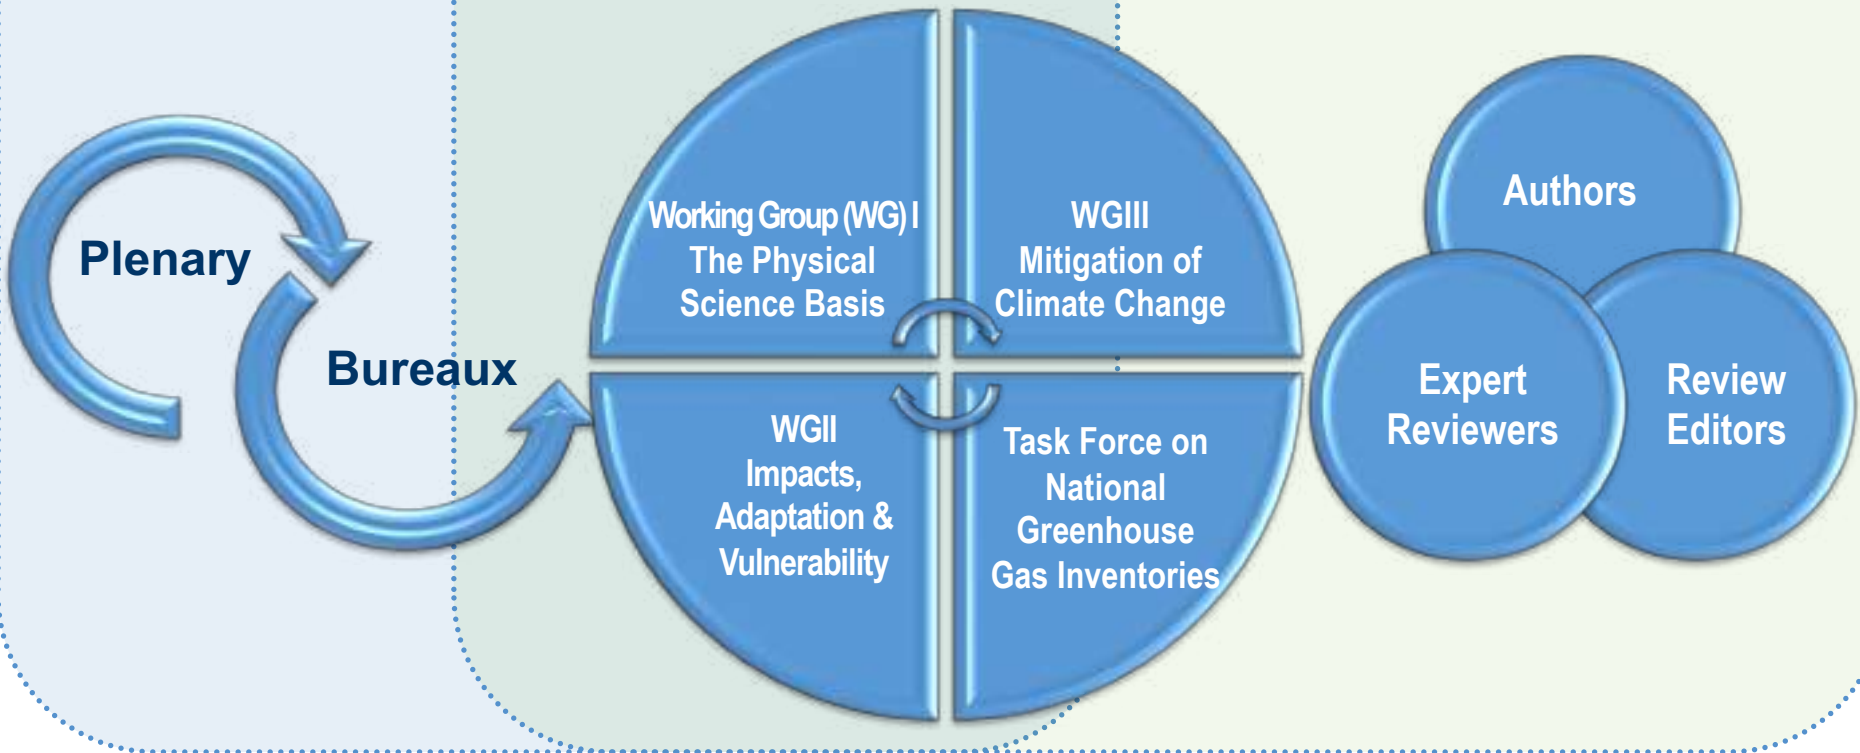 Plenary
Bureaux
Working Group (WG) I
The Physical
Science Basis
WGIII
Mitigation of
Climate Change
WGII
Impacts,
Adaptation &
Vulnerability
Task Force on
National
Greenhouse
Gas Inventories
Authors
Expert
Reviewers
Review
Editors